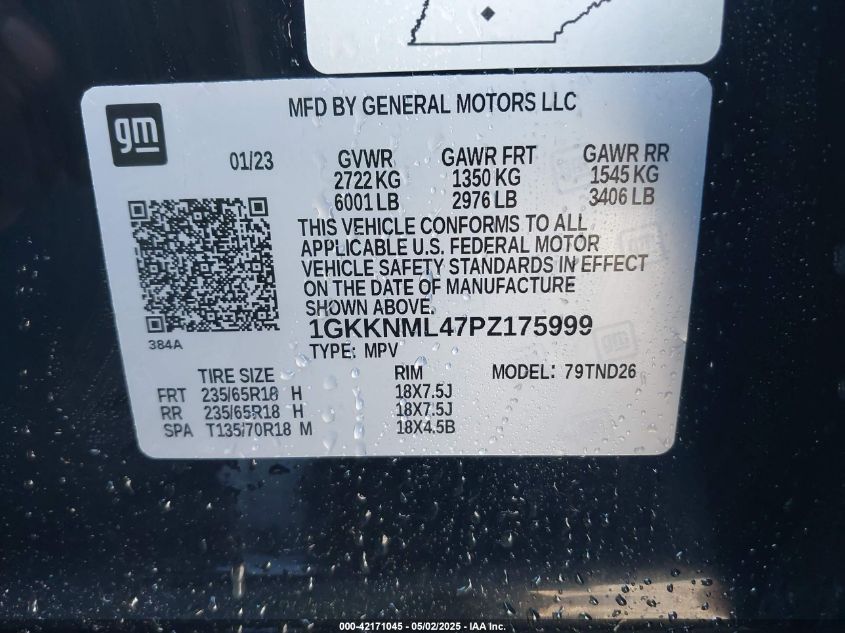 gm
MFD BY GENERAL MOTORS LLC
01/23
GVWR GAWR FRT GAWR RR
2722 KG 1350 KG 1545 KG
6001 LB 2976 LB 3406 LB
THIS VEHICLE CONFORMS TO ALL
APPLICABLE U.S. FEDERAL MOTOR
VEHICLE SAFETY STANDARDS IN EFFECT
ON THE DATE OF MANUFACTURE
SHOWN ABOVE.
1GKKNML47PZ175999
384A
TYPE: MPV
TIRE SIZE RIM MODEL: 79TND26
FRT 235/65R18 H 18X7.5J
RR 235/65R18 H 18X7.5J
SPA T135/70R18 M 18X4.5B
000-42171045 - 05/02/2025 - IAA Inc.